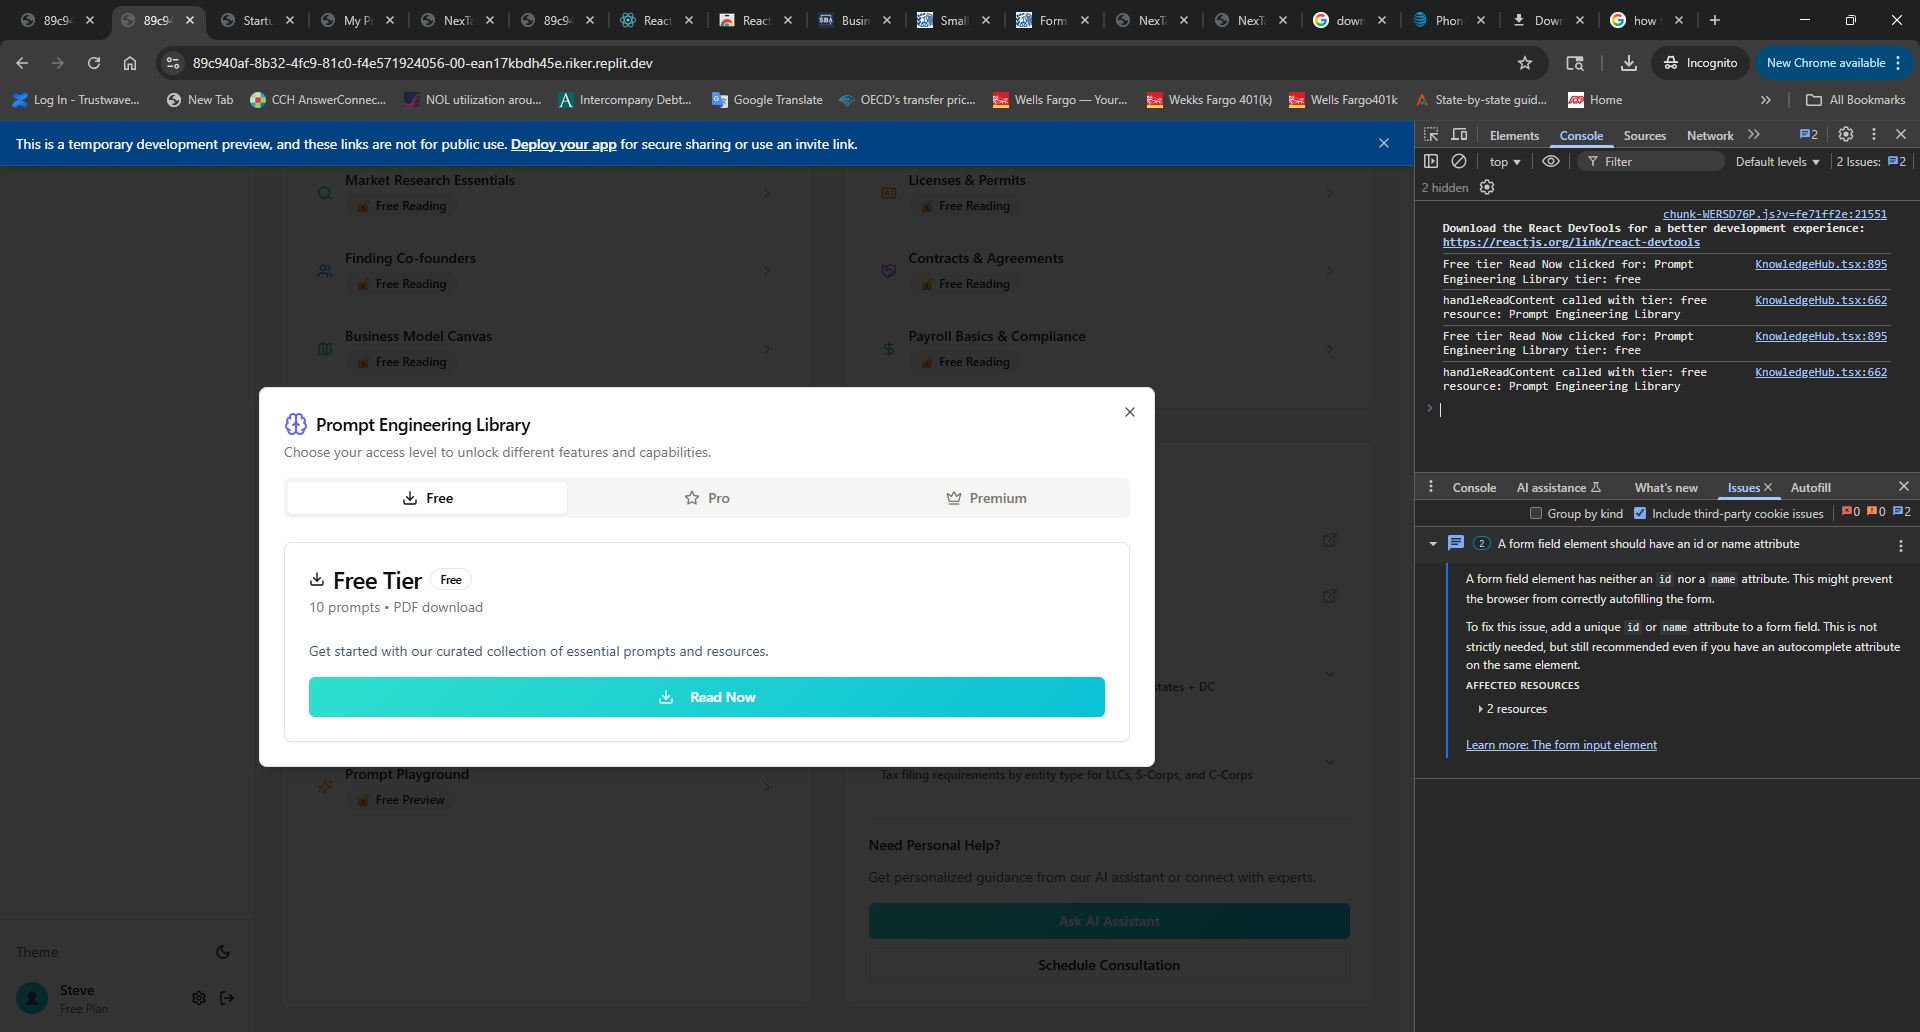 89c9
89c9
Startu
My Pr
NexTa
89c94
React
React
Busin
Small
Form
NexTa
NexTa
down
Phon
Down
how t
89c940af-8b32-4fc9-81c0-f4e571924056-00-ean17kbdh45e.riker.replit.dev
Incognito
New Chrome available
Log In - Trustwave...
New Tab
CCH AnswerConnec...
NOL utilization arou...
Intercompany Debt...
Google Translate
OECD's transfer pric...
Wells Fargo — Your...
Wekks Fargo 401(k)
Wells Fargo401k
State-by-state guid...
Home
All Bookmarks
This is a temporary development preview, and these links are not for public use. Deploy your app for secure sharing or use an invite link.
Market Research Essentials
Free Reading
Finding Co-founders
Free Reading
Business Model Canvas
Free Reading
Licenses & Permits
Free Reading
Contracts & Agreements
Free Reading
Payroll Basics & Compliance
Free Reading
Prompt Engineering Library
Choose your access level to unlock different features and capabilities.
Free
Pro
Premium
Free Tier
Free
10 prompts • PDF download
Get started with our curated collection of essential prompts and resources.
Read Now
states + DC
Prompt Playground
Free Preview
Tax filing requirements by entity type for LLCs, S-Corps, and C-Corps
Need Personal Help?
Get personalized guidance from our AI assistant or connect with experts.
Ask AI Assistant
Schedule Consultation
Theme
Steve
Free Plan
Elements
Console
Sources
Network
2
top
Filter
Default levels
2 Issues:
2
2 hidden
chunk-WERSD76P.js?v=fe71ff2e:21551
Download the React DevTools for a better development experience:
https://reactjs.org/link/react-devtools
Free tier Read Now clicked for: Prompt
KnowledgeHub.tsx:895
Engineering Library tier: free
handleReadContent called with tier: free
KnowledgeHub.tsx:662
resource: Prompt Engineering Library
Free tier Read Now clicked for: Prompt
KnowledgeHub.tsx:895
Engineering Library tier: free
handleReadContent called with tier: free
KnowledgeHub.tsx:662
resource: Prompt Engineering Library
Console
AI assistance
What's new
Issues
Autofill
Group by kind
Include third-party cookie issues
0
0
2
2
A form field element should have an id or name attribute
A form field element has neither an id nor a name attribute. This might prevent
the browser from correctly autofilling the form.
To fix this issue, add a unique id or name attribute to a form field. This is not
strictly needed, but still recommended even if you have an autocomplete attribute
on the same element.
AFFECTED RESOURCES
2 resources
Learn more: The form input element